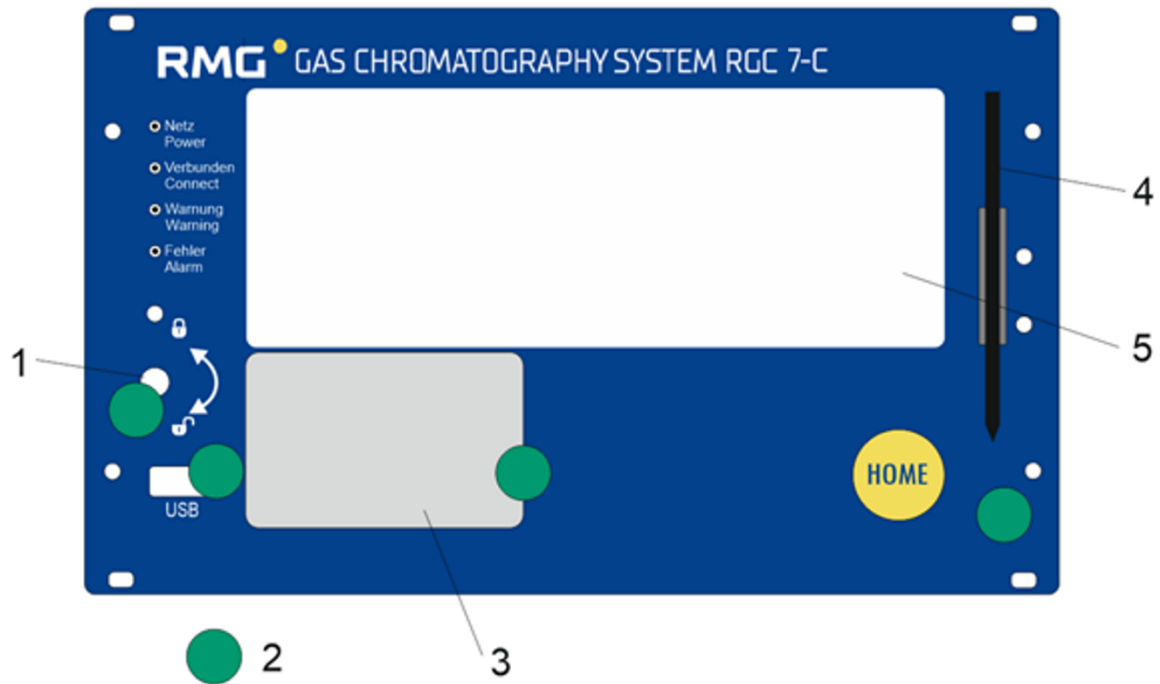 RMG GAS CHROMATOGRAPHY SYSTEM RGC 7-C
Netz
Power
Verbunden
Connect
Warnung
Warning
Fehler
Alarm
4
5
1
HOME
USB
2
3